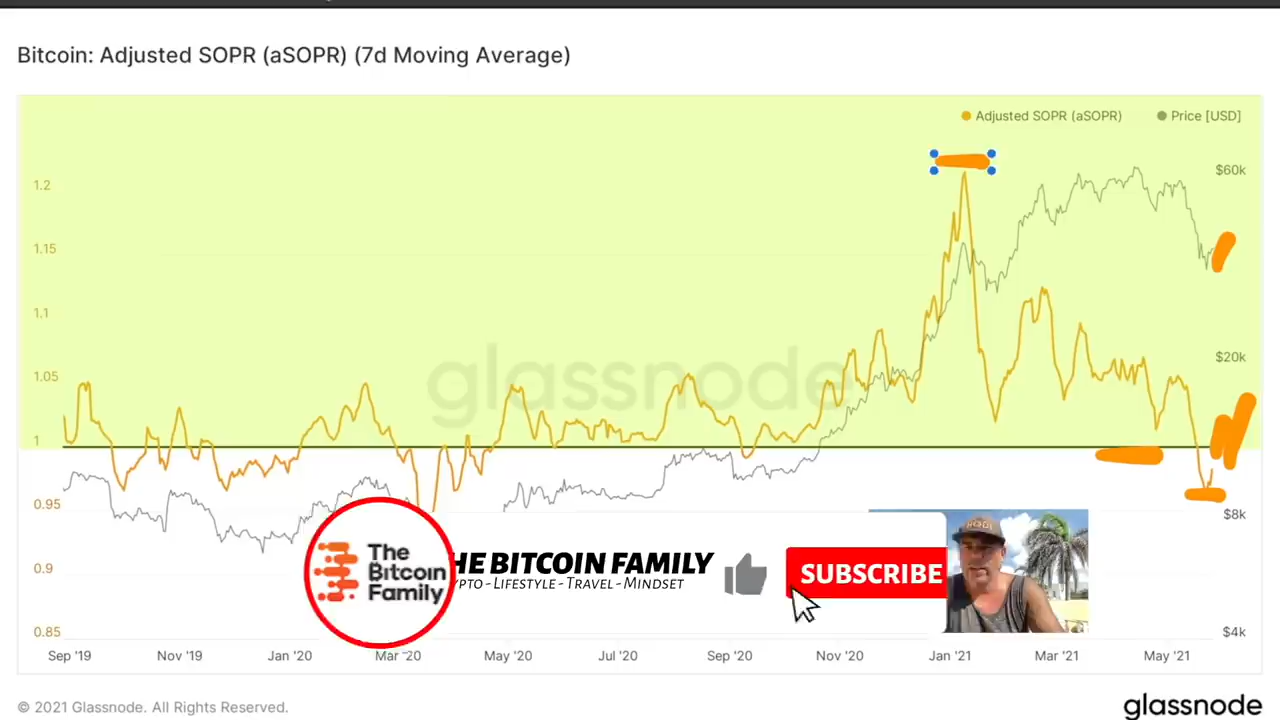 Bitcoin: Adjusted SOPR (aSOPR) (7d Moving Average)
Adjusted SOPR (aSOPR) Price [USD]
1.2
1.15
1.1
1.05
1
0.95
0.9
0.85
$60k
$20k
$8k
$4k
glassnode
The
Bitcoin
Family
HE BITCOIN FAMILY
YPTO - LIFESTYLE - TRAVEL - MINDSET
SUBSCRIBE
HODL
Sep '19 Nov '19 Jan '20 Mar '20 May '20 Jul '20 Sep '20 Nov '20 Jan '21 Mar '21 May '21
© 2021 Glassnode. All Rights Reserved.
glassnode